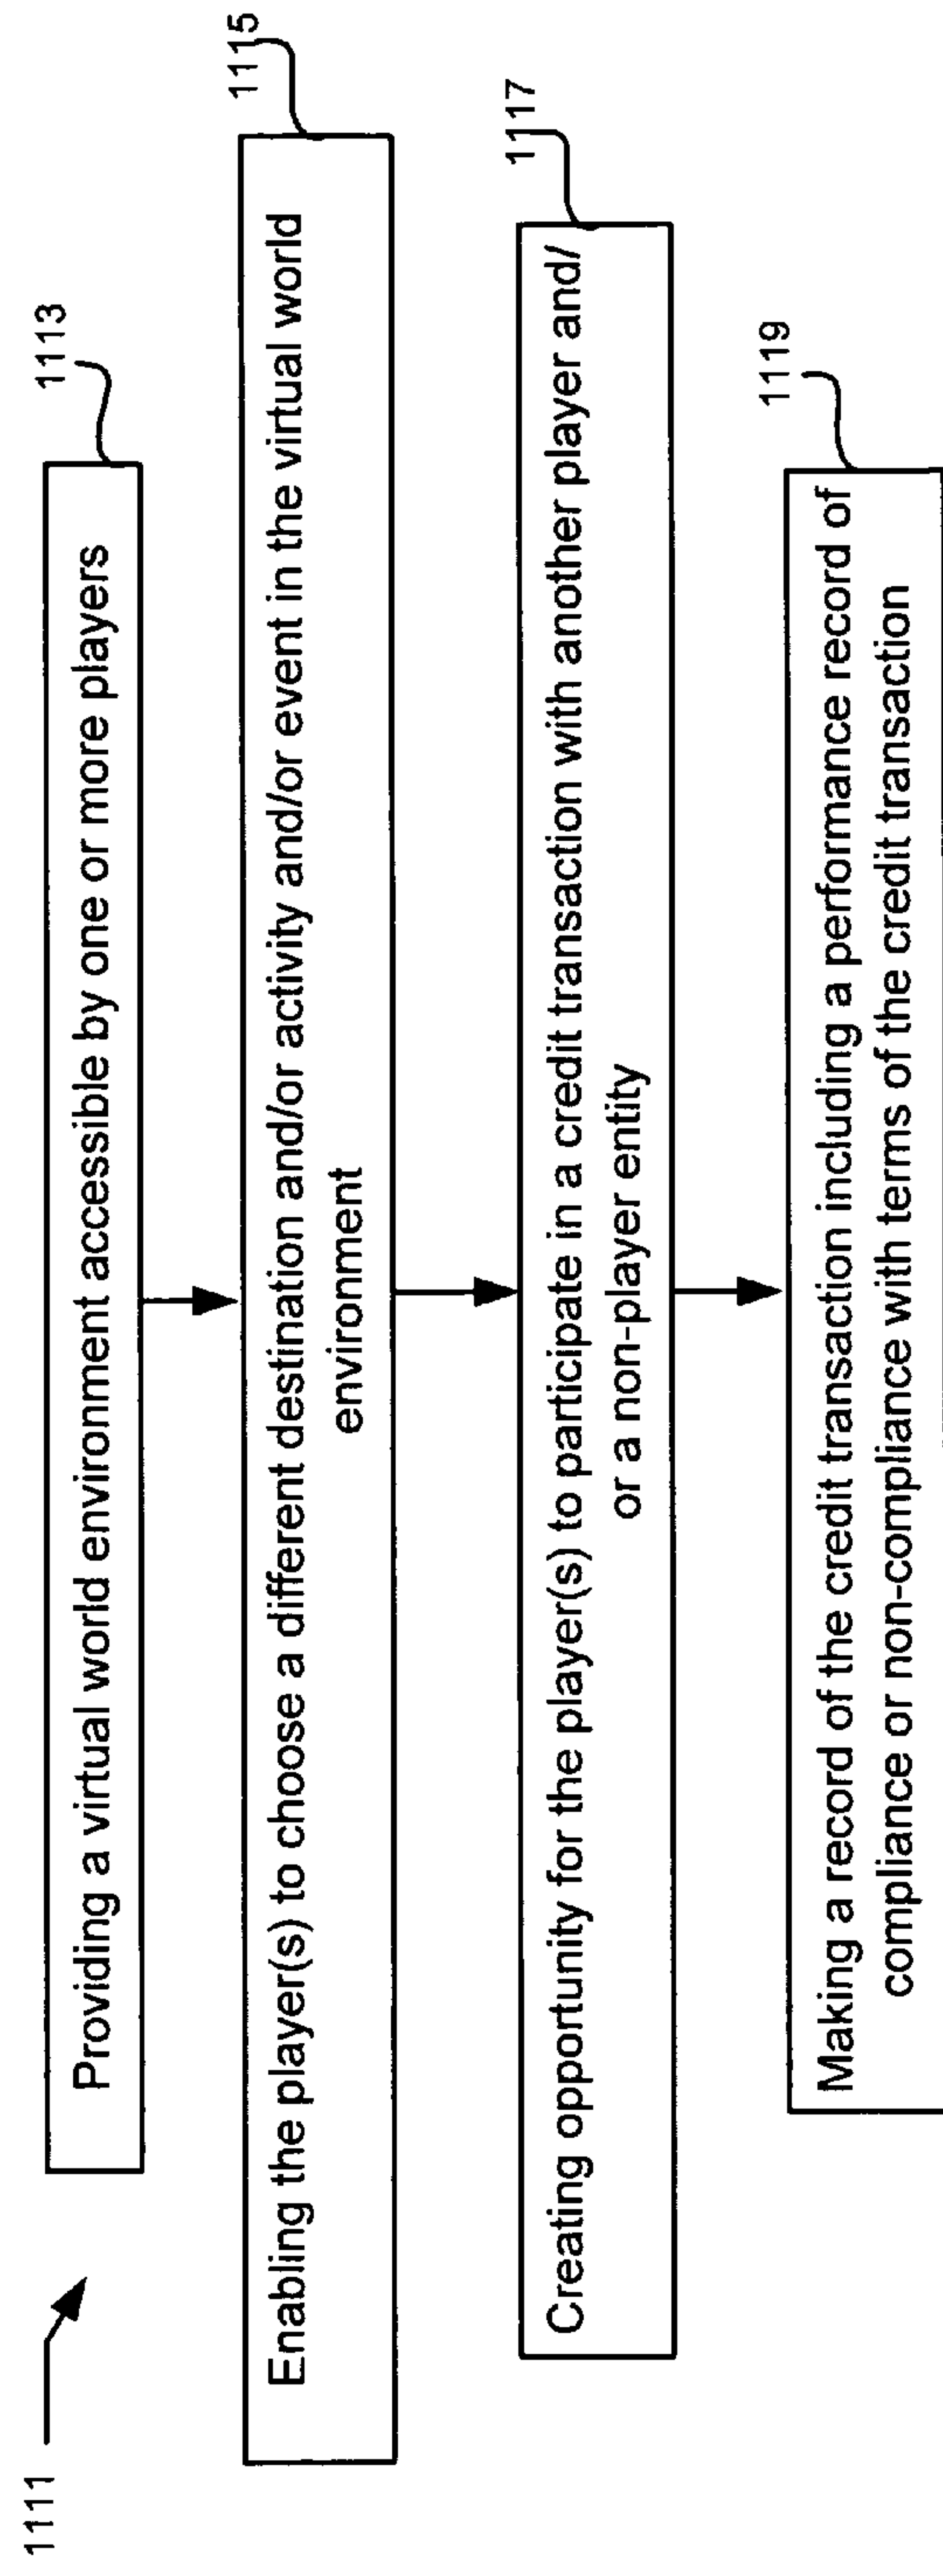 1111
1113
Providing a virtual world environment accessible by one or more players
1115
Enabling the player(s) to choose a different destination and/or activity and/or event in the virtual world
environment
1117
Creating opportunity for the player(s) to participate in a credit transaction with another player and/
or a non-player entity
1119
Making a record of the credit transaction including a performance record of
compliance or non-compliance with terms of the credit transaction